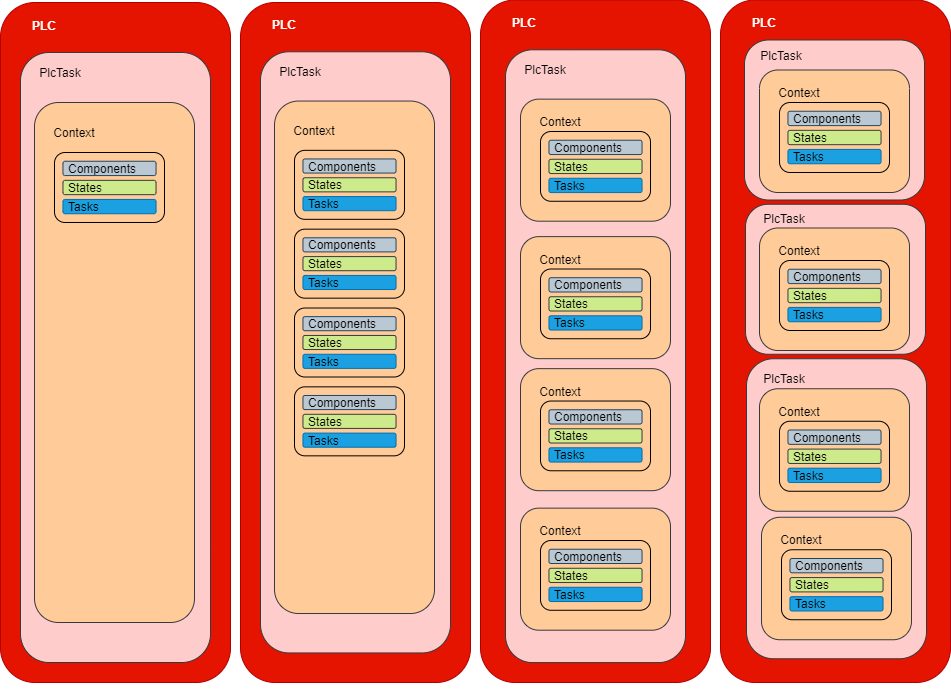 PLC
PlcTask
Context
Components
States
Tasks
PLC
PlcTask
Context
Components
States
Tasks
Components
States
Tasks
Components
States
Tasks
Components
States
Tasks
PLC
PlcTask
Context
Components
States
Tasks
Context
Components
States
Tasks
Context
Components
States
Tasks
Context
Components
States
Tasks
PLC
PlcTask
Context
Components
States
Tasks
PlcTask
Context
Components
States
Tasks
PlcTask
Context
Components
States
Tasks
Context
Components
States
Tasks